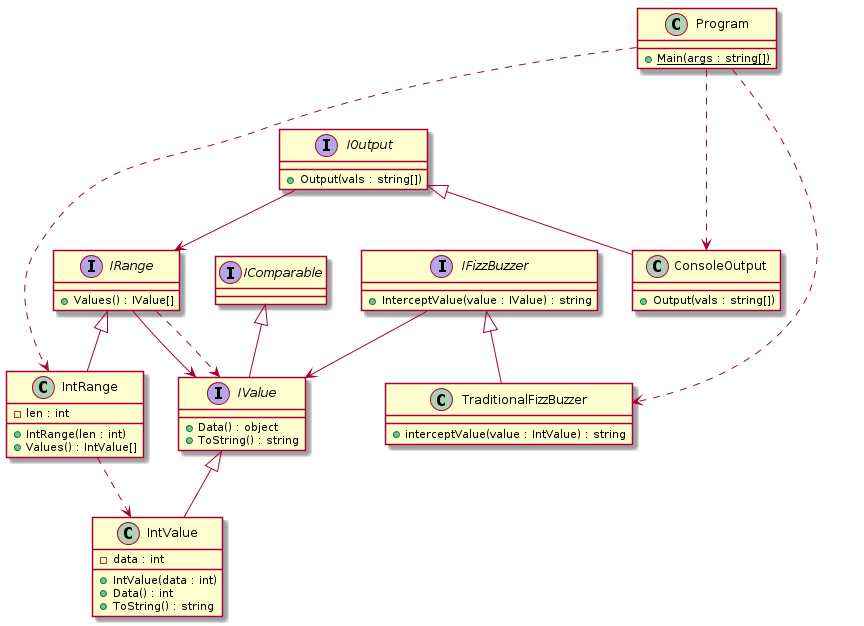 C Program
Main(args : string[])
I IOutput
Output(vals : string[])
I IRange
Values() : IValue[]
I IComparable
I IFizzBuzzer
InterceptValue(value : IValue) : string
C ConsoleOutput
Output(vals : string[])
C IntRange
len : int
IntRange(len : int)
Values() : IntValue[]
I IValue
Data() : object
ToString() : string
C TraditionalFizzBuzzer
interceptValue(value : IntValue) : string
C IntValue
data : int
IntValue(data : int)
Data() : int
ToString() : string